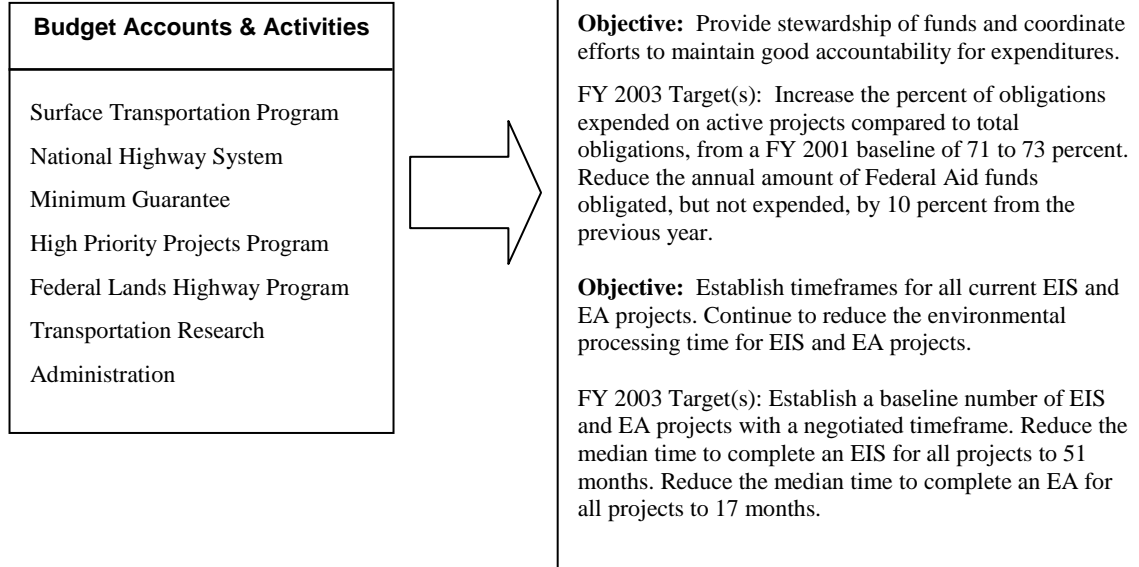 Budget Accounts & Activities
Surface Transportation Program
National Highway System
Minimum Guarantee
High Priority Projects Program
Federal Lands Highway Program
Transportation Research
Administration
Objective: Provide stewardship of funds and coordinate
efforts to maintain good accountability for expenditures.
FY 2003 Target(s): Increase the percent of obligations
expended on active projects compared to total
obligations, from a FY 2001 baseline of 71 to 73 percent.
Reduce the annual amount of Federal Aid funds
obligated, but not expended, by 10 percent from the
previous year.
Objective: Establish timeframes for all current EIS and
EA projects. Continue to reduce the environmental
processing time for EIS and EA projects.
FY 2003 Target(s): Establish a baseline number of EIS
and EA projects with a negotiated timeframe. Reduce the
median time to complete an EIS for all projects to 51
months. Reduce the median time to complete an EA for
all projects to 17 months.